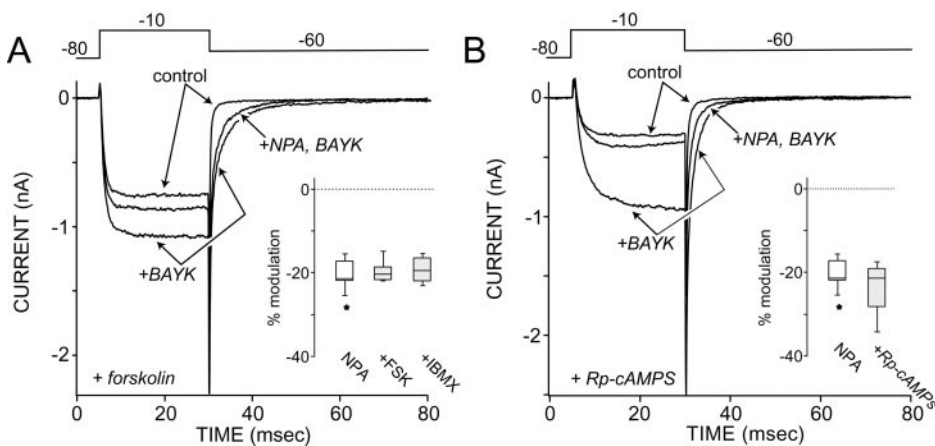 A
-80
-10
-60
control
0
+NPA, BAYK
-1
+BAYK
-2
CURRENT (nA)
+ forskolin
0
-20
-40
% modulation
NPA
+FSK
+IBMX
0
20
40
60
80
TIME (msec)
B
-80
-10
-60
control
0
+NPA, BAYK
-1
+BAYK
-2
CURRENT (nA)
+ Rp-cAMPS
0
-20
-40
% modulation
NPA
+Rp-cAMPs
0
20
40
60
80
TIME (msec)